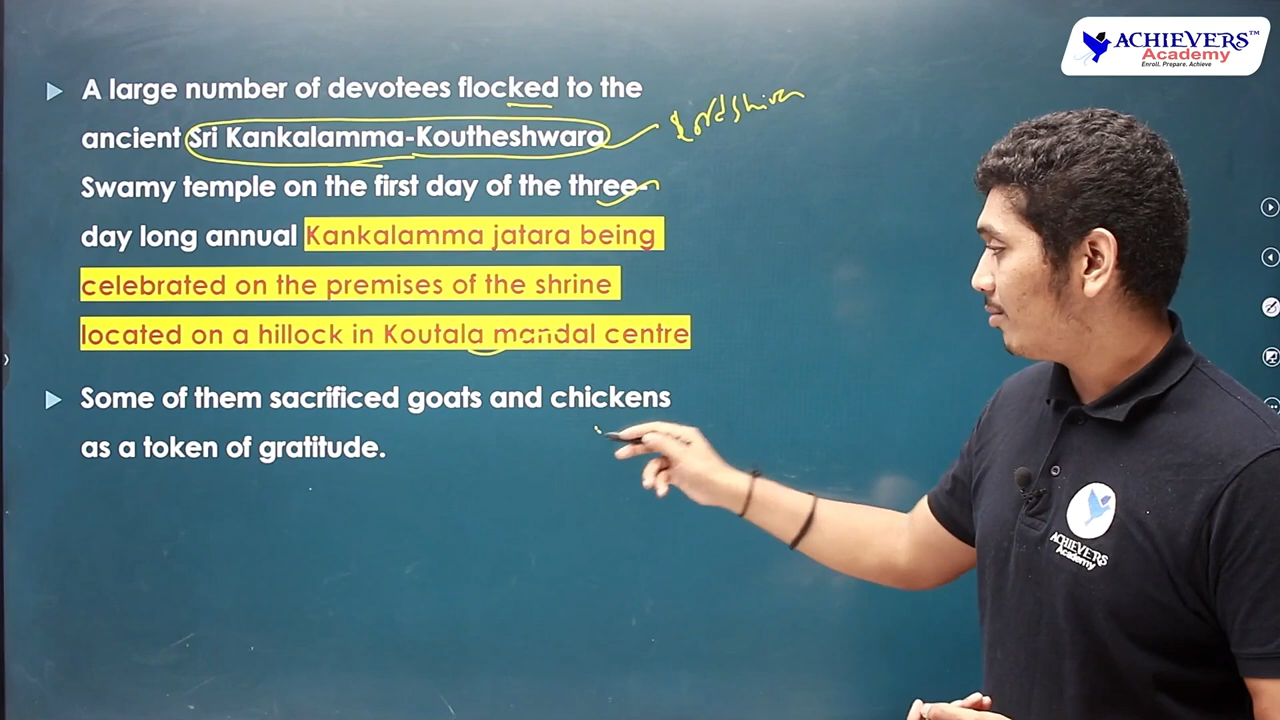 ACHIEVERS™
Academy
Enroll. Prepare. Achieve
A large number of devotees flocked to the
ancient Sri Kankalamma-Koutheshwara
Lord Shiva
Swamy temple on the first day of the three-
day long annual Kankalamma jatara being
celebrated on the premises of the shrine
located on a hillock in Koutala mandal centre
Some of them sacrificed goats and chickens
as a token of gratitude.
ACHIEVERS
Academy